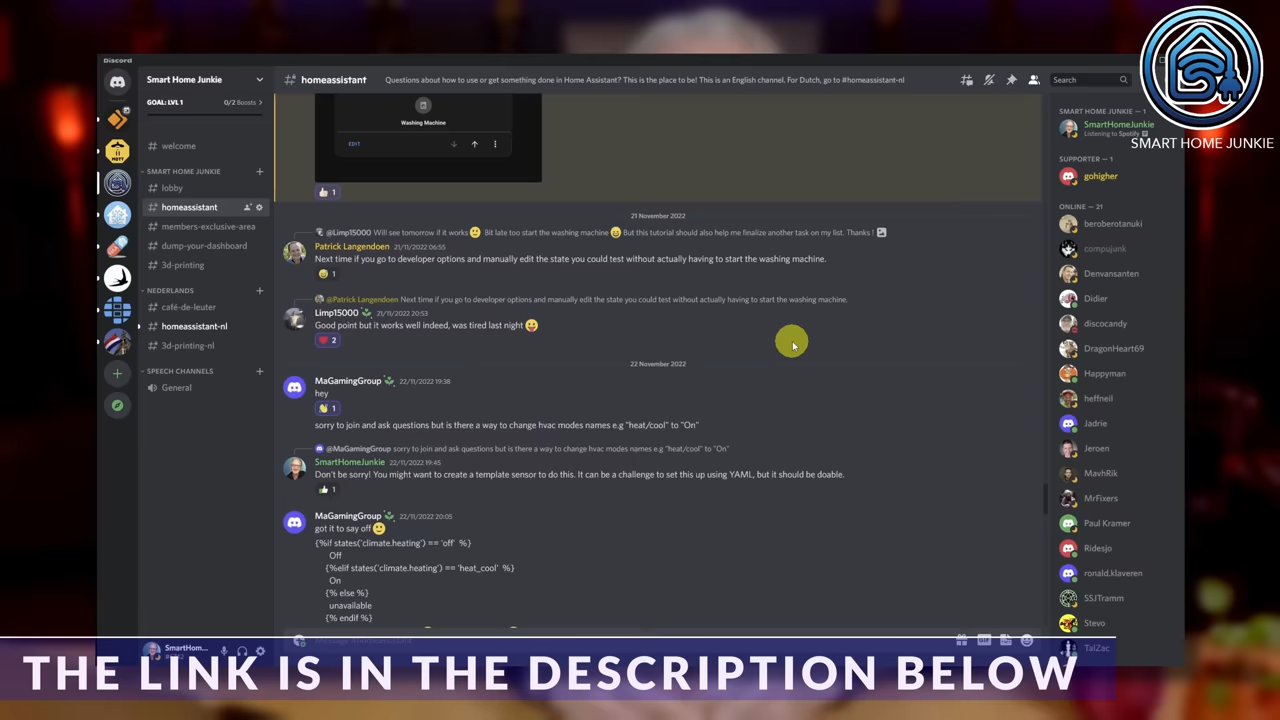 Discord
Smart Home Junkie
GOAL: LVL 1 0/2 Boosts >
# welcome
SMART HOME JUNKIE
# lobby
# homeassistant
# members-exclusive-area
# dump-your-dashboard
# 3d-printing
NEDERLANDS
# café-de-leuter
# homeassistant-nl
# 3d-printing-nl
SPEECH CHANNELS
General
SmartHom...
# homeassistant Questions about how to use or get something done in Home Assistant? This is the place to be! This is an English channel. For Dutch, go to #homeassistant-nl
Search
Washing Machine
EDIT
👍 1
21 November 2022
@Limp15000 Will see tomorrow if it works🙂 Bit late too start the washing machine 😅 But this tutorial should also help me finalize another task on my list. Thanks !
Patrick Langendoen 21/11/2022 06:55
Next time if you go to developer options and manually edit the state you could test without actually having to start the washing machine.
😅 1
@Patrick Langendoen Next time if you go to developer options and manually edit the state you could test without actually having to start the washing machine.
Limp15000 21/11/2022 20:53
Good point but it works well indeed, was tired last night 😛
❤️ 2
22 November 2022
MaGamingGroup 22/11/2022 19:38
hey
👋 1
sorry to join and ask questions but is there a way to change hvac modes names e.g "heat/cool" to "On"
@MaGamingGroup sorry to join and ask questions but is there a way to change hvac modes names e.g "heat/cool" to "On"
SmartHomeJunkie 22/11/2022 19:45
Don't be sorry! You might want to create a template sensor to do this. It can be a challenge to set this up using YAML, but it should be doable.
👍 1
MaGamingGroup 22/11/2022 20:05
got it to say off🙂
{%if states('climate.heating') == 'off' %}
Off
{%elif states('climate.heating') == 'heat_cool' %}
On
{% else %}
unavailable
{% endif %}
GIF
SMART HOME JUNKIE — 1
SmartHomeJunkie
Listening to Spotify
SUPPORTER — 1
gohigher
ONLINE — 21
beroberotanuki
compujunk
Denvansanten
Didier
discocandy
DragonHeart69
Happyman
heffneil
Jadrie
Jeroen
MavhRik
MrFixers
Paul Kramer
Ridesjo
ronald.klaveren
SSJTramm
Stevo
TalZac
SMART HOME JUNKIE
THE LINK IS IN THE DESCRIPTION BELOW